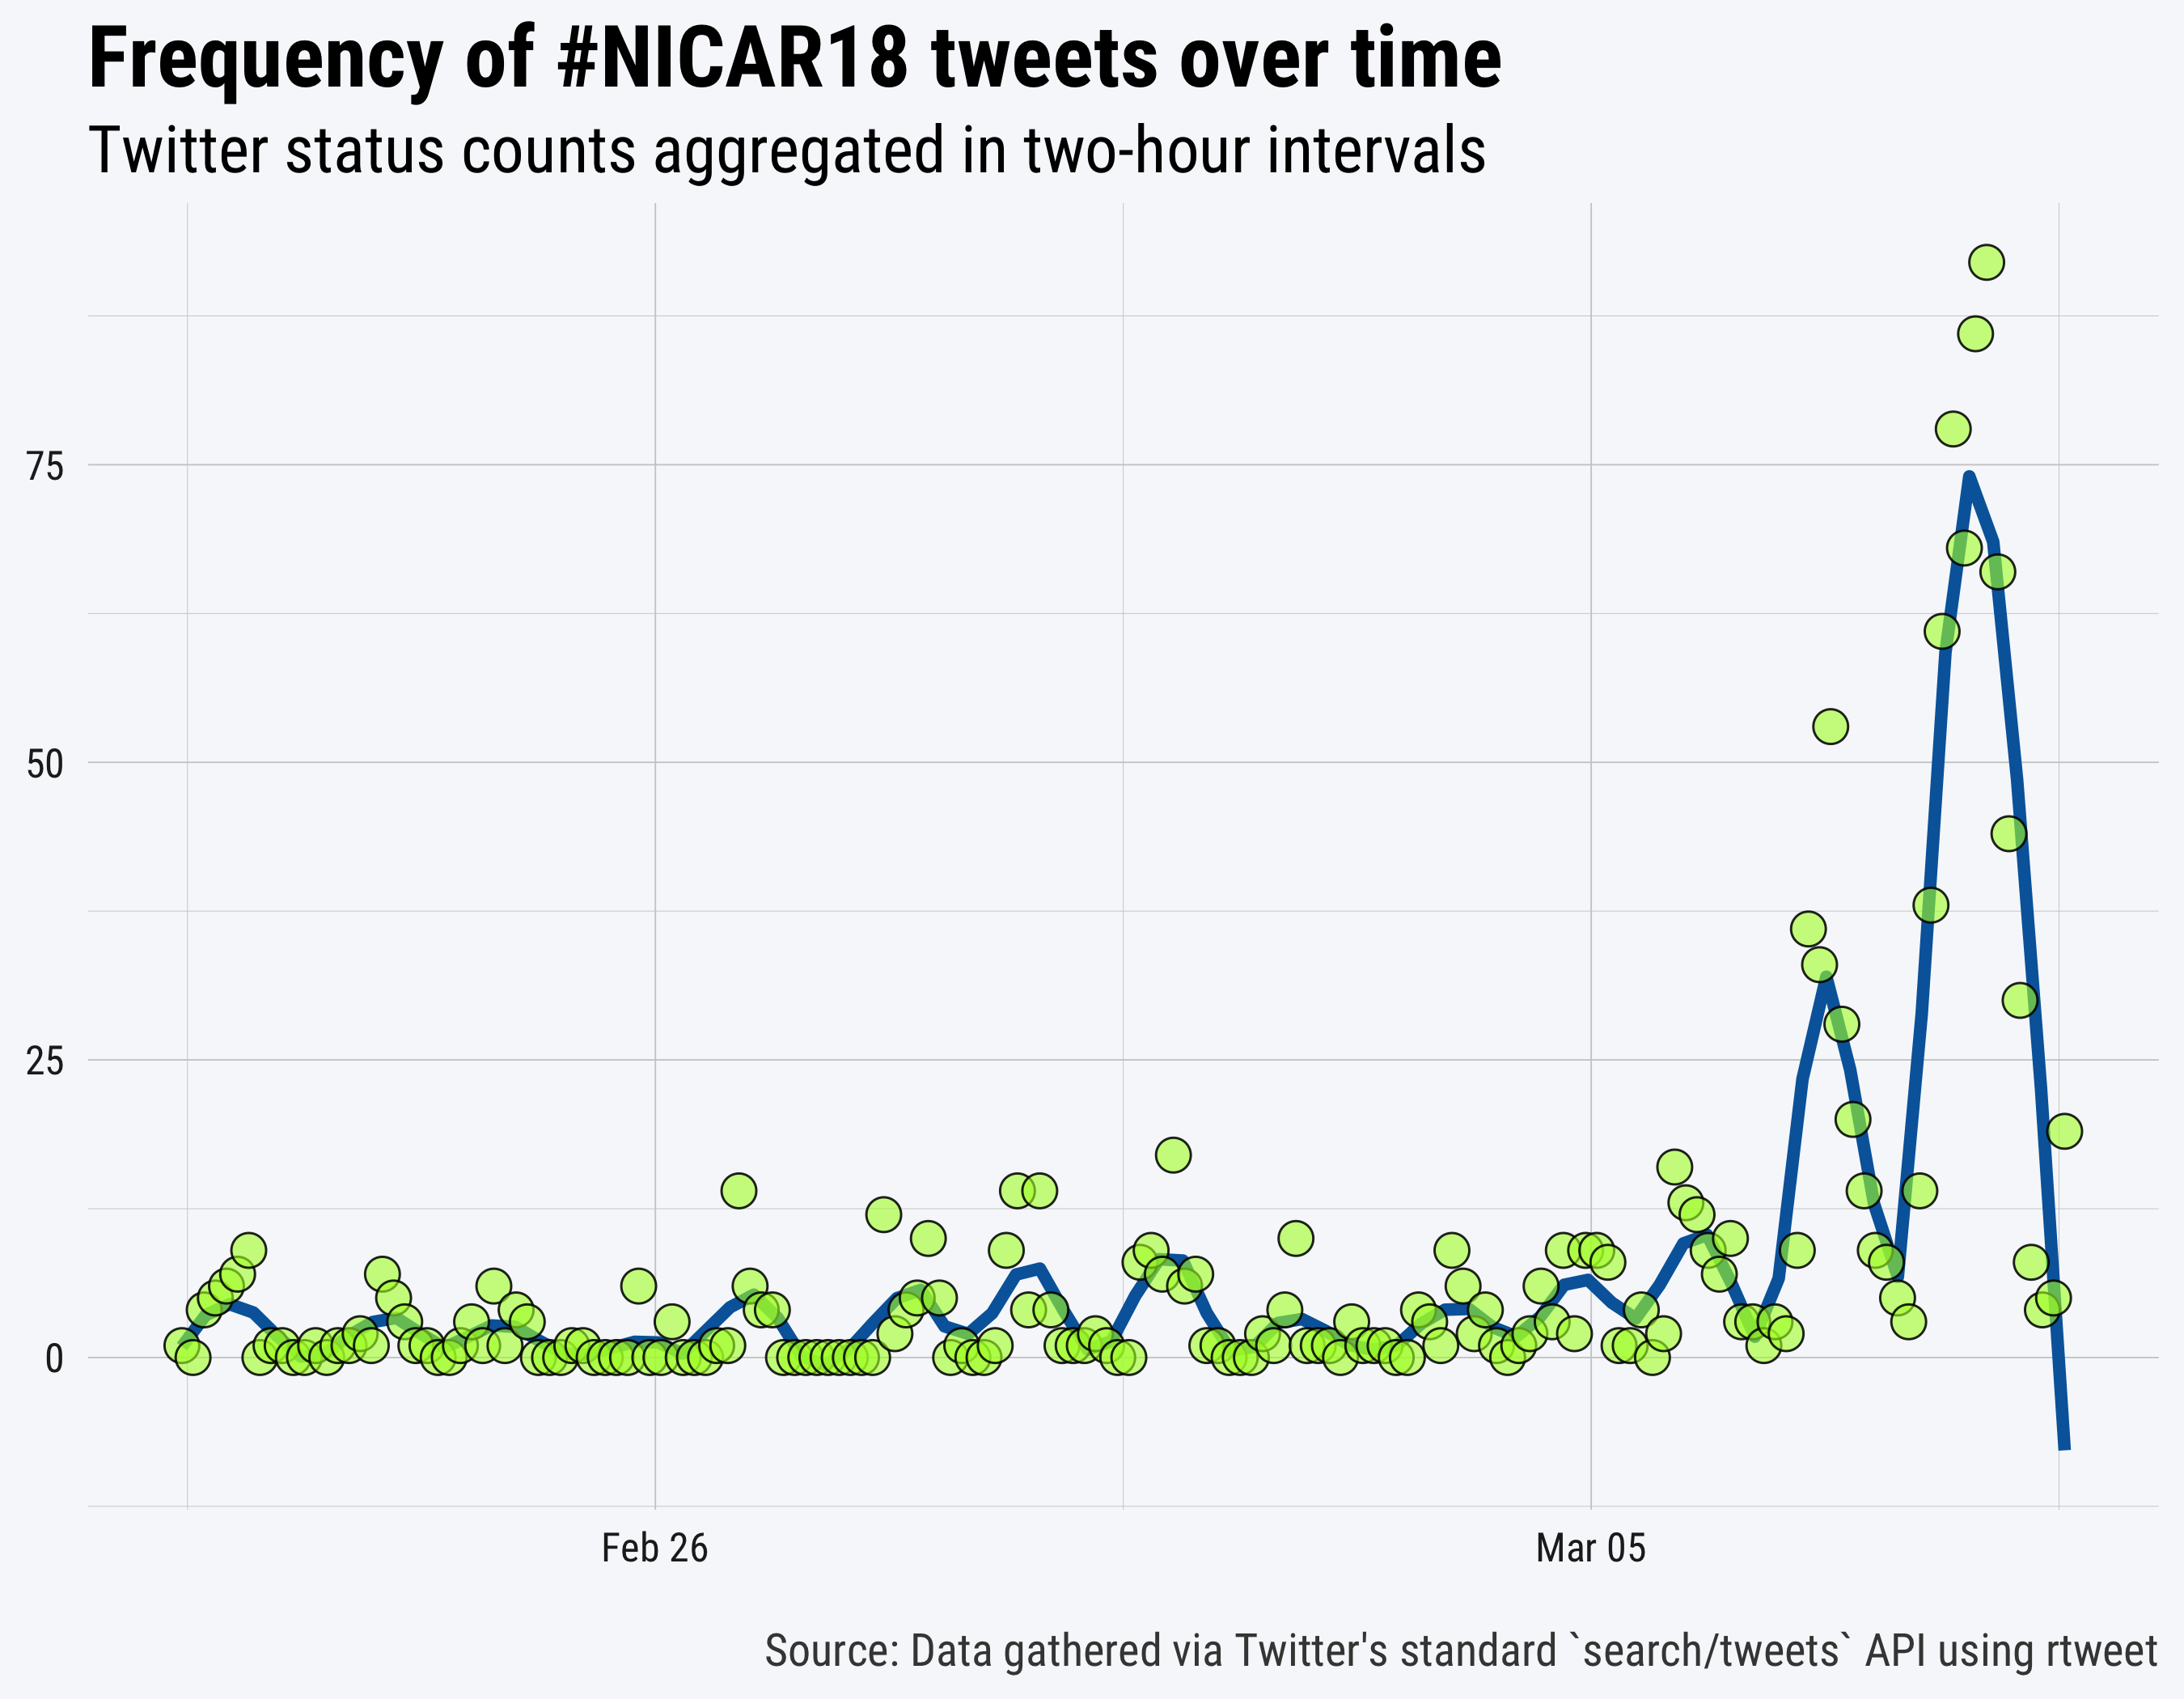 Frequency of #NICAR18 tweets over time
Twitter status counts aggregated in two-hour intervals
75
50
25
0
Feb 26
Mar 05
Source: Data gathered via Twitter's standard `search/tweets` API using rtweet